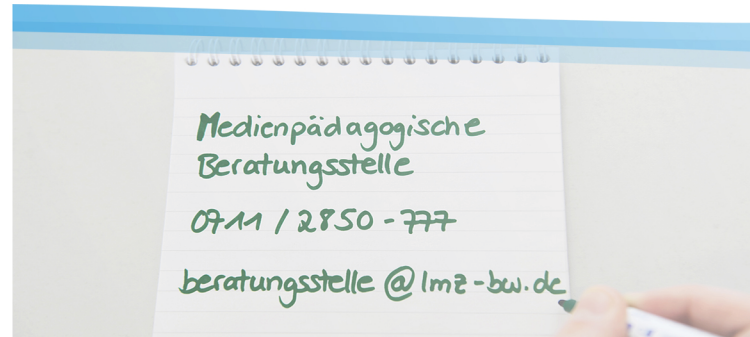 Medienpädagogische
Beratungsstelle
0711 / 2850 - 777
beratungsstelle @ lmz-bw.de